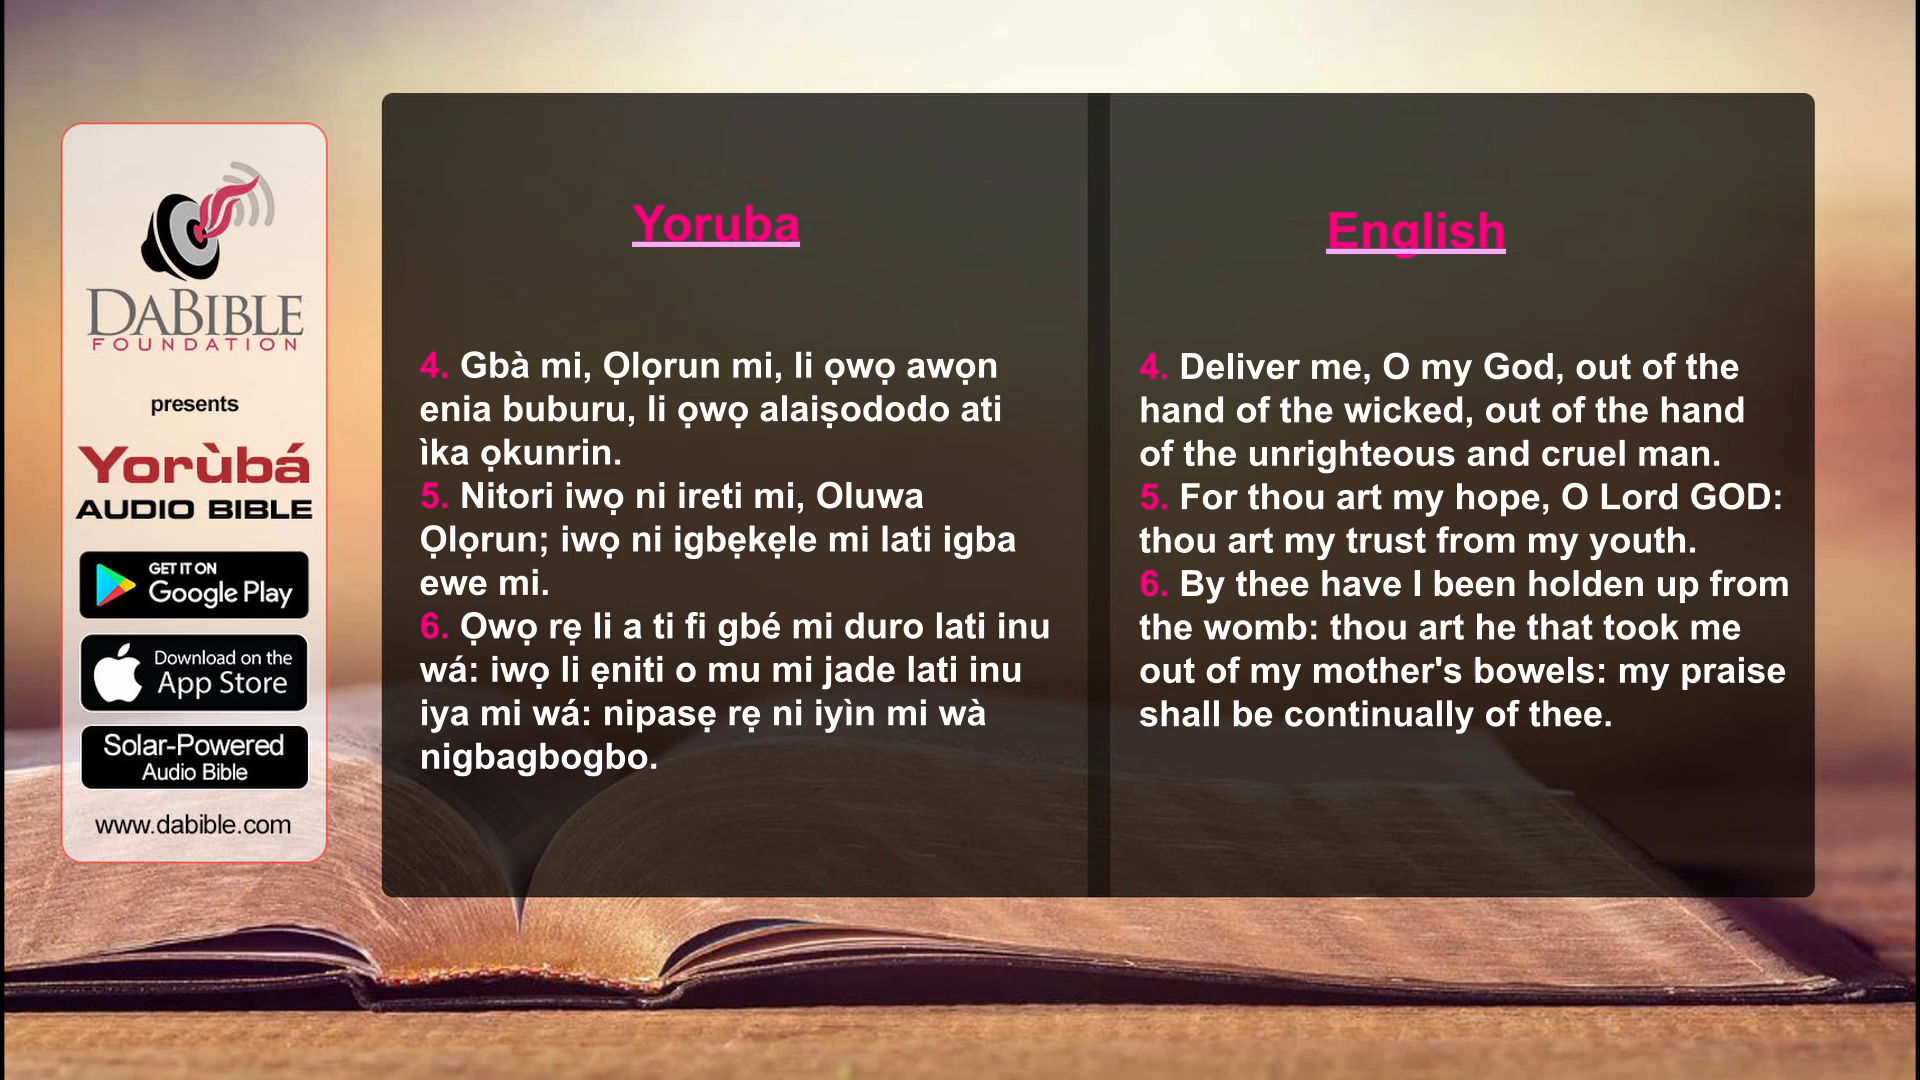 DABIBLE
FOUNDATION
presents
Yorùbá
AUDIO BIBLE
GET IT ON
Google Play
Download on the
App Store
Solar-Powered
Audio Bible
www.dabible.com
Yoruba
4. Gbà mi, Ọlọrun mi, li ọwọ awọn
enia buburu, li ọwọ alaiṣododo ati
ìka ọkunrin.
5. Nitori iwọ ni ireti mi, Oluwa
Ọlọrun; iwọ ni igbẹkẹle mi lati igba
ewe mi.
6. Ọwọ rẹ li a ti fi gbé mi duro lati inu
wá: iwọ li ẹniti o mu mi jade lati inu
iya mi wá: nipasẹ rẹ ni iyìn mi wà
nigbagbogbo.
English
4. Deliver me, O my God, out of the
hand of the wicked, out of the hand
of the unrighteous and cruel man.
5. For thou art my hope, O Lord GOD:
thou art my trust from my youth.
6. By thee have I been holden up from
the womb: thou art he that took me
out of my mother's bowels: my praise
shall be continually of thee.